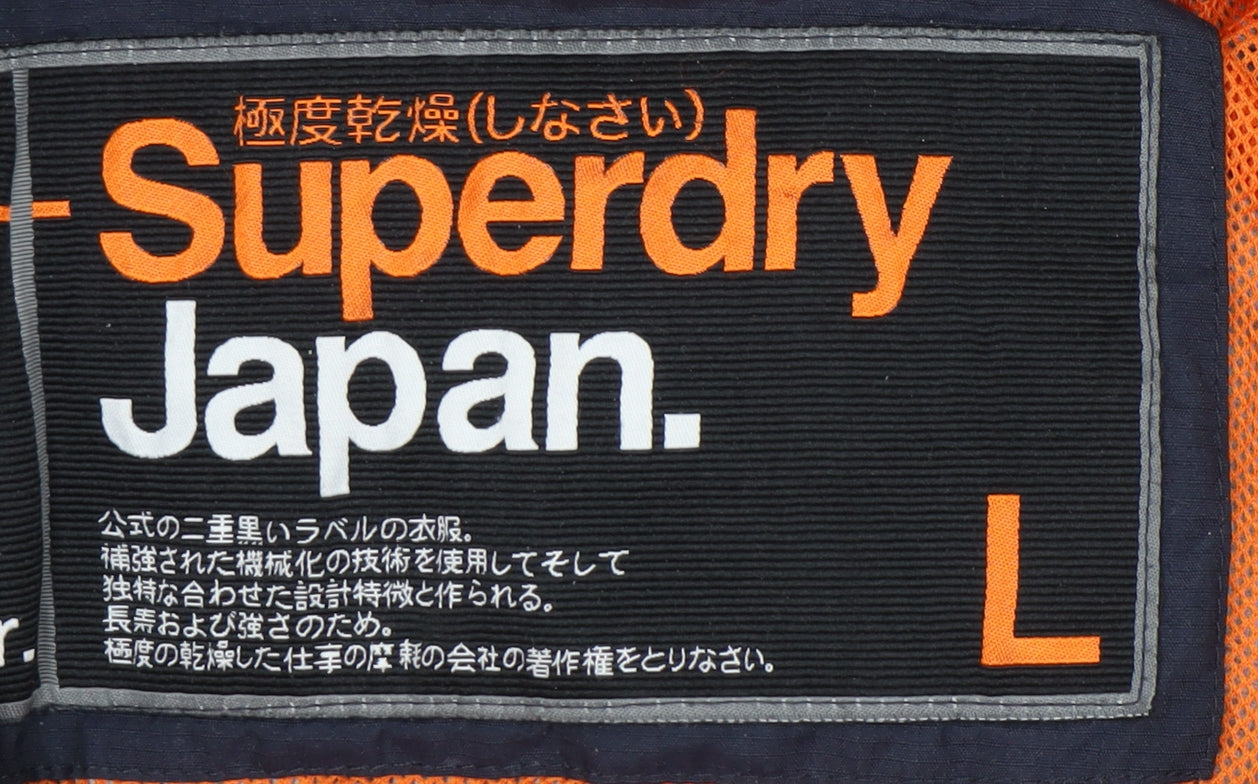 極度乾燥(しなさい)
Superdry
Japan.
公式の二重黒いラベルの衣服。
補強された機械化の技術を使用してそして
独特な合わせた設計特微と作られる。
長寿および強さのため。
極度の乾燥した仕事の摩耗の会社の著作権をとりなさい。
r.
L